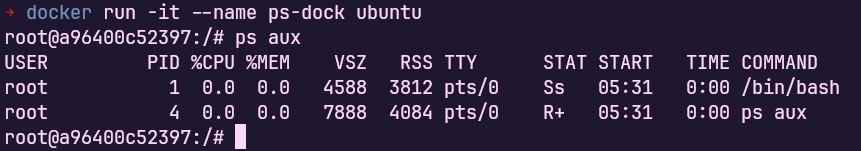 ➜ docker run -it --name ps-dock ubuntu
root@a96400c52397:/# ps aux
USER         PID %CPU %MEM    VSZ   RSS TTY      STAT START   TIME COMMAND
root           1  0.0  0.0   4588  3812 pts/0    Ss   05:31   0:00 /bin/bash
root           4  0.0  0.0   7888  4084 pts/0    R+   05:31   0:00 ps aux
root@a96400c52397:/#